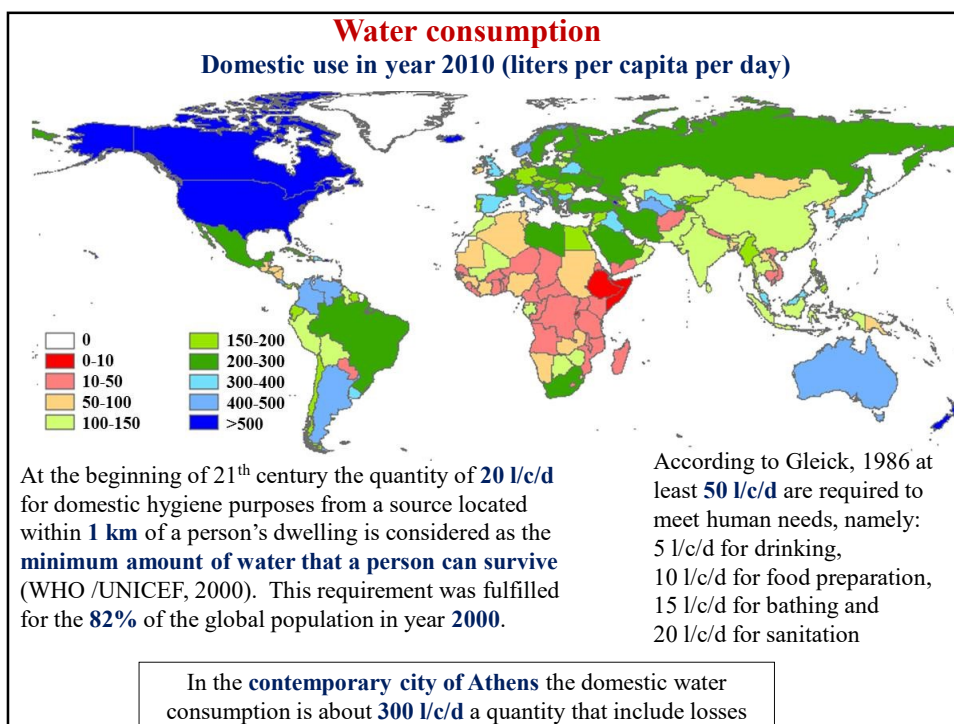 Water consumption
Domestic use in year 2010 (liters per capita per day)
0
0-10
10-50
50-100
100-150
150-200
200-300
300-400
400-500
>500
At the beginning of 21th century the quantity of 20 l/c/d
for domestic hygiene purposes from a source located
within 1 km of a person’s dwelling is considered as the
minimum amount of water that a person can survive
(WHO /UNICEF, 2000).  This requirement was fulfilled
for the 82% of the global population in year 2000.
According to Gleick, 1986 at
least 50 l/c/d are required to
meet human needs, namely:
5 l/c/d for drinking,
10 l/c/d for food preparation,
15 l/c/d for bathing and
20 l/c/d for sanitation
In the contemporary city of Athens the domestic water
consumption is about 300 l/c/d a quantity that include losses